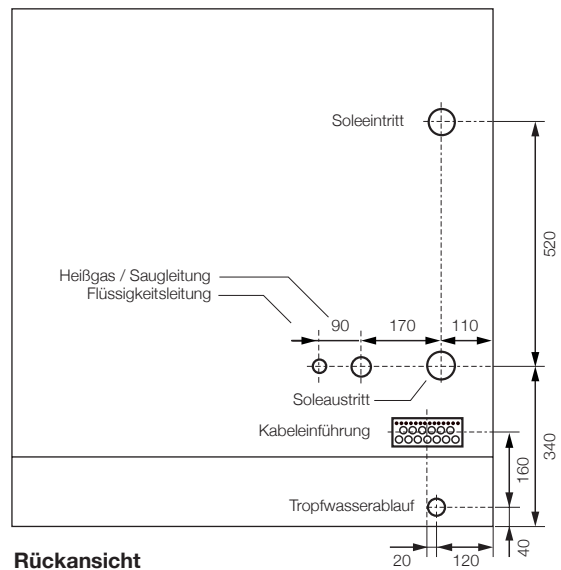 Soleeintritt
520
Heißgas / Saugleitung
Flüssigkeitsleitung
90
170
110
Soleaustritt
Kabeleinführung
340
160
Tropfwasserablauf
Rückansicht
20
120
40